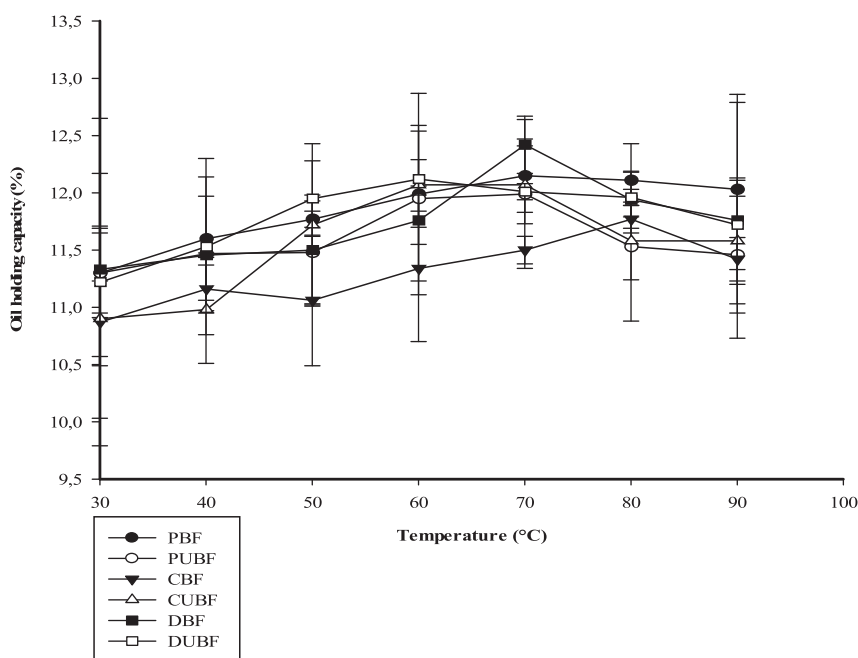 13,5
13,0
12,5
12,0
11,5
11,0
10,5
10,0
9,5
Oil holding capacity (%)
30 40 50 60 70 80 90 100
Temperature (°C)
PBF
PUBF
CBF
CUBF
DBF
DUBF